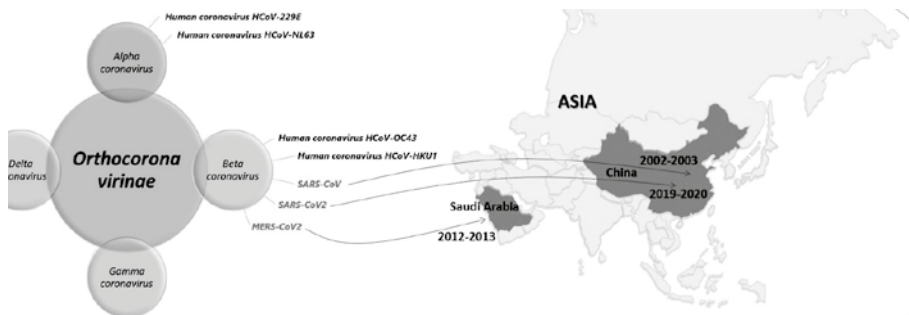 Human coronavirus HCoV-229E
Human coronavirus HCoV-NL63
Alpha
coronavirus
Delta
coronavirus
Orthocorona
virinae
Beta
coronavirus
Human coronavirus HCoV-OC43
Human coronavirus HCoV-HKU1
SARS-CoV
SARS-CoV2
MERS-CoV2
Gamma
coronavirus
ASIA
2002-2003
China
2019-2020
Saudi Arabia
2012-2013